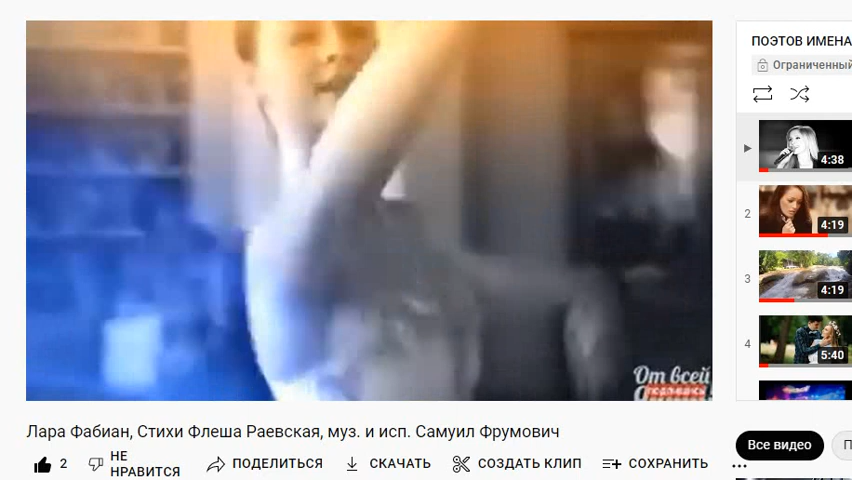 От всей
подпишись
Лара Фабиан, Стихи Флеша Раевская, муз. и исп. Самуил Фрумович
2
НЕ НРАВИТСЯ
ПОДЕЛИТЬСЯ
СКАЧАТЬ
СОЗДАТЬ КЛИП
СОХРАНИТЬ
ПОЭТОВ ИМЕНА
Ограниченный
4:38
2
4:19
3
4:19
4
5:40
Все видео
П